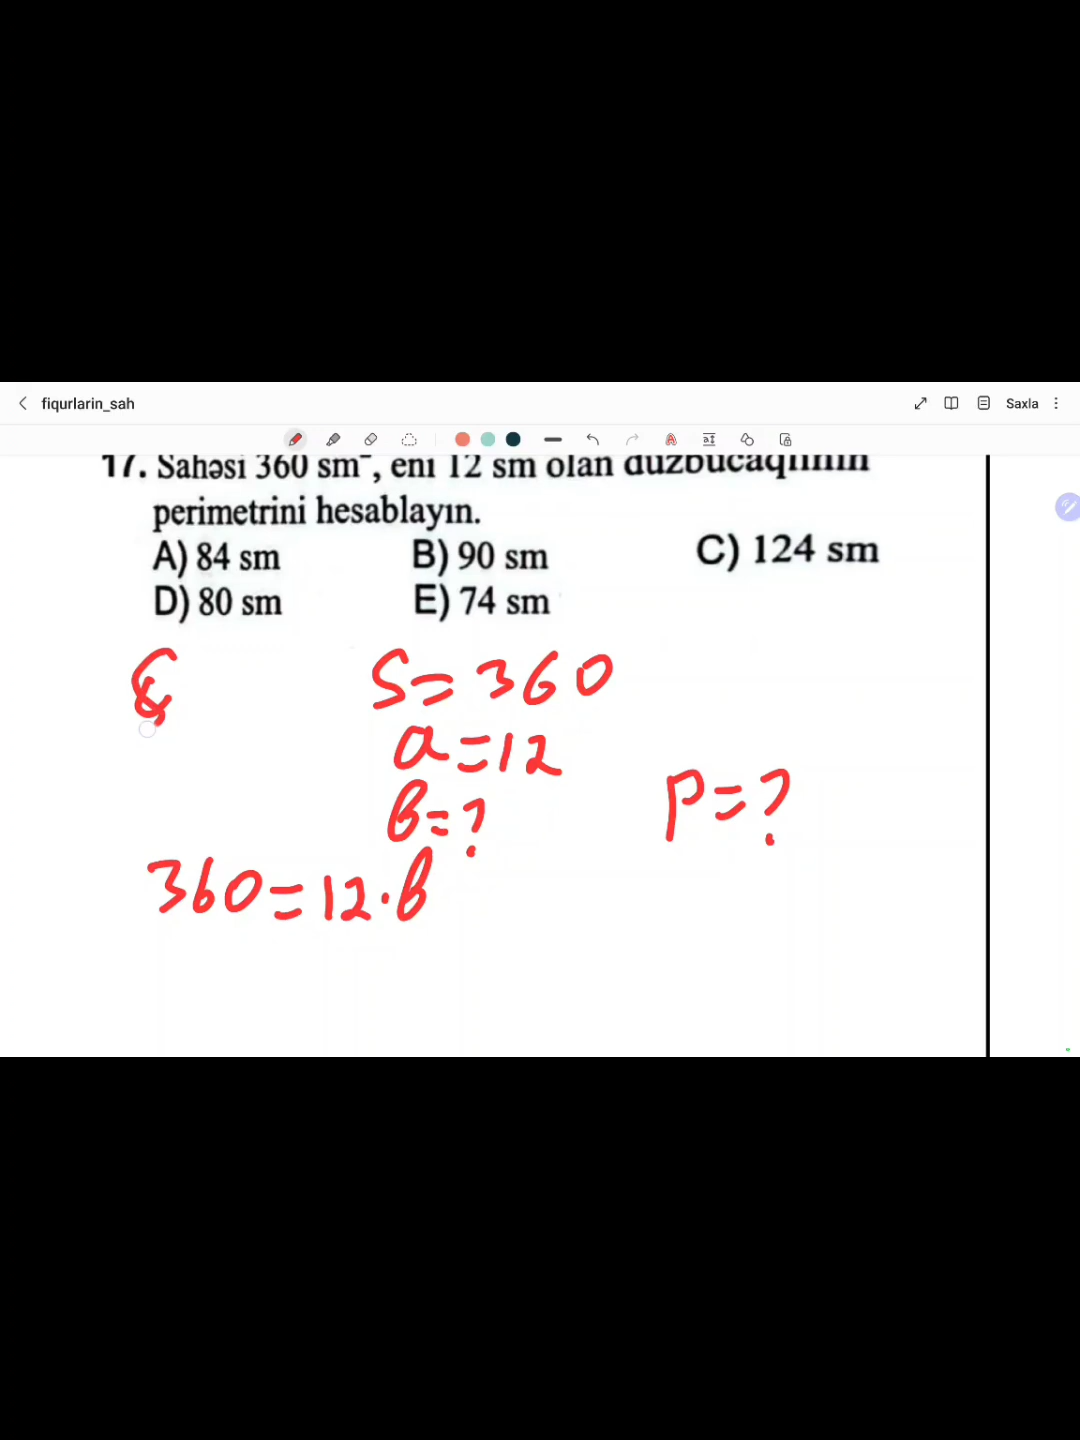 fiqurlarin_sah
Saxla
17. Sahəsi 360 sm², eni 12 sm olan düzbucaqlının
perimetrini hesablayın.
A) 84 sm B) 90 sm C) 124 sm
D) 80 sm E) 74 sm
S=360
a=12
b=?
P=?
360=12·b